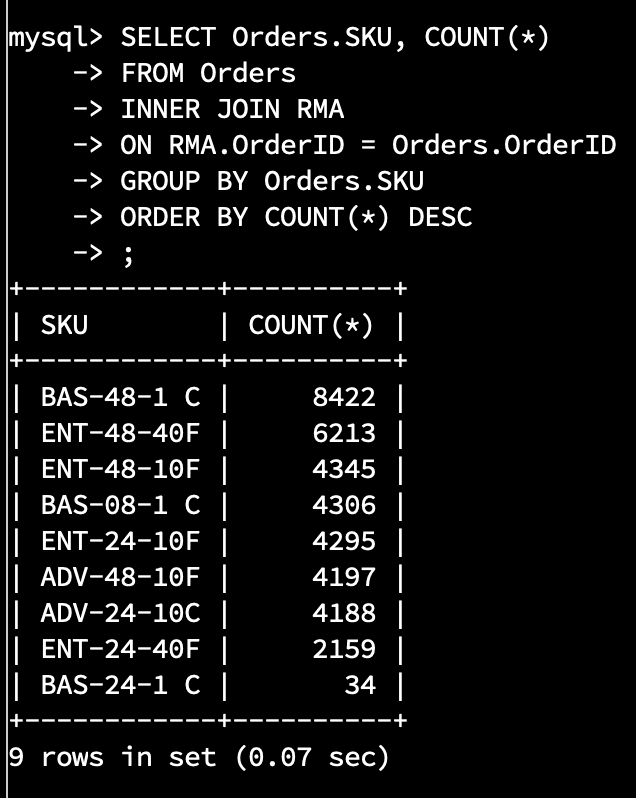 mysql> SELECT Orders.SKU, COUNT(*)
    -> FROM Orders
    -> INNER JOIN RMA
    -> ON RMA.OrderID = Orders.OrderID
    -> GROUP BY Orders.SKU
    -> ORDER BY COUNT(*) DESC
    -> ;
+------------+----------+
| SKU        | COUNT(*) |
+------------+----------+
| BAS-48-1 C |     8422 |
| ENT-48-40F |     6213 |
| ENT-48-10F |     4345 |
| BAS-08-1 C |     4306 |
| ENT-24-10F |     4295 |
| ADV-48-10F |     4197 |
| ADV-24-10C |     4188 |
| ENT-24-40F |     2159 |
| BAS-24-1 C |       34 |
+------------+----------+
9 rows in set (0.07 sec)